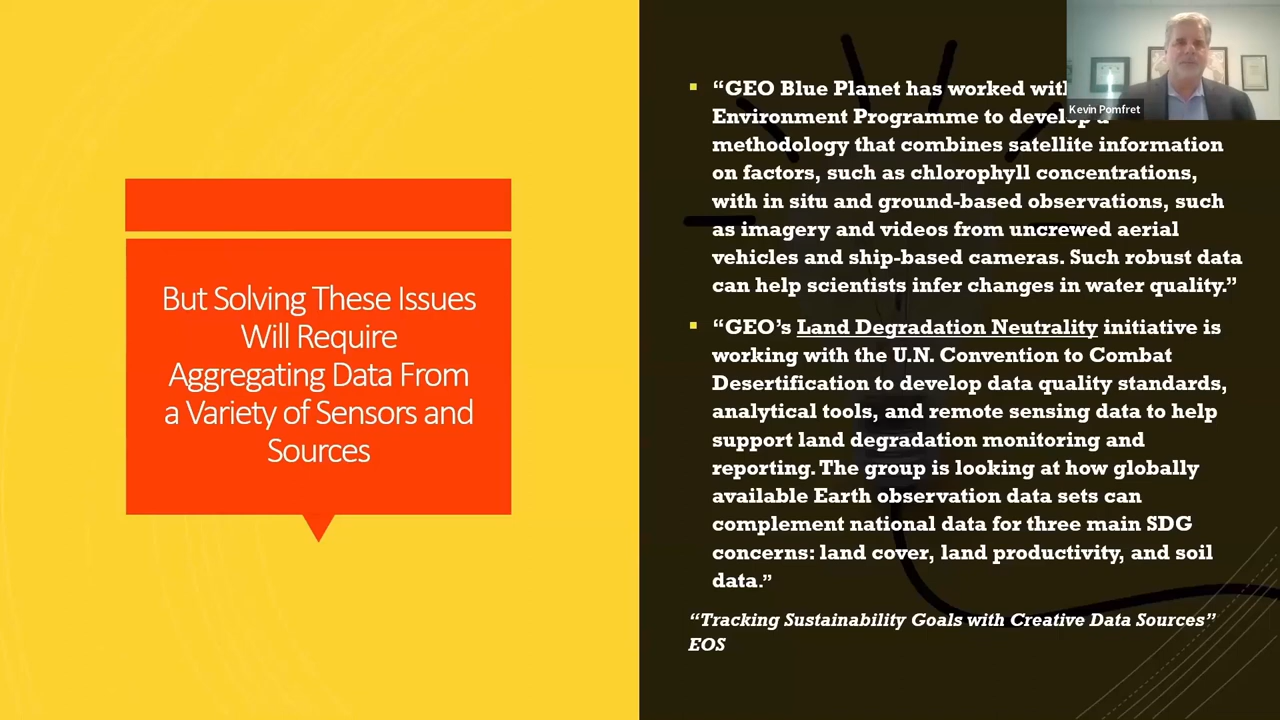 But Solving These Issues
Will Require
Aggregating Data From
a Variety of Sensors and
Sources
▪ “GEO Blue Planet has worked with
Environment Programme to develop a
methodology that combines satellite information
on factors, such as chlorophyll concentrations,
with in situ and ground-based observations, such
as imagery and videos from uncrewed aerial
vehicles and ship-based cameras. Such robust data
can help scientists infer changes in water quality.”
▪ “GEO’s Land Degradation Neutrality initiative is
working with the U.N. Convention to Combat
Desertification to develop data quality standards,
analytical tools, and remote sensing data to help
support land degradation monitoring and
reporting. The group is looking at how globally
available Earth observation data sets can
complement national data for three main SDG
concerns: land cover, land productivity, and soil
data.”
“Tracking Sustainability Goals with Creative Data Sources”
EOS
Kevin Pomfret